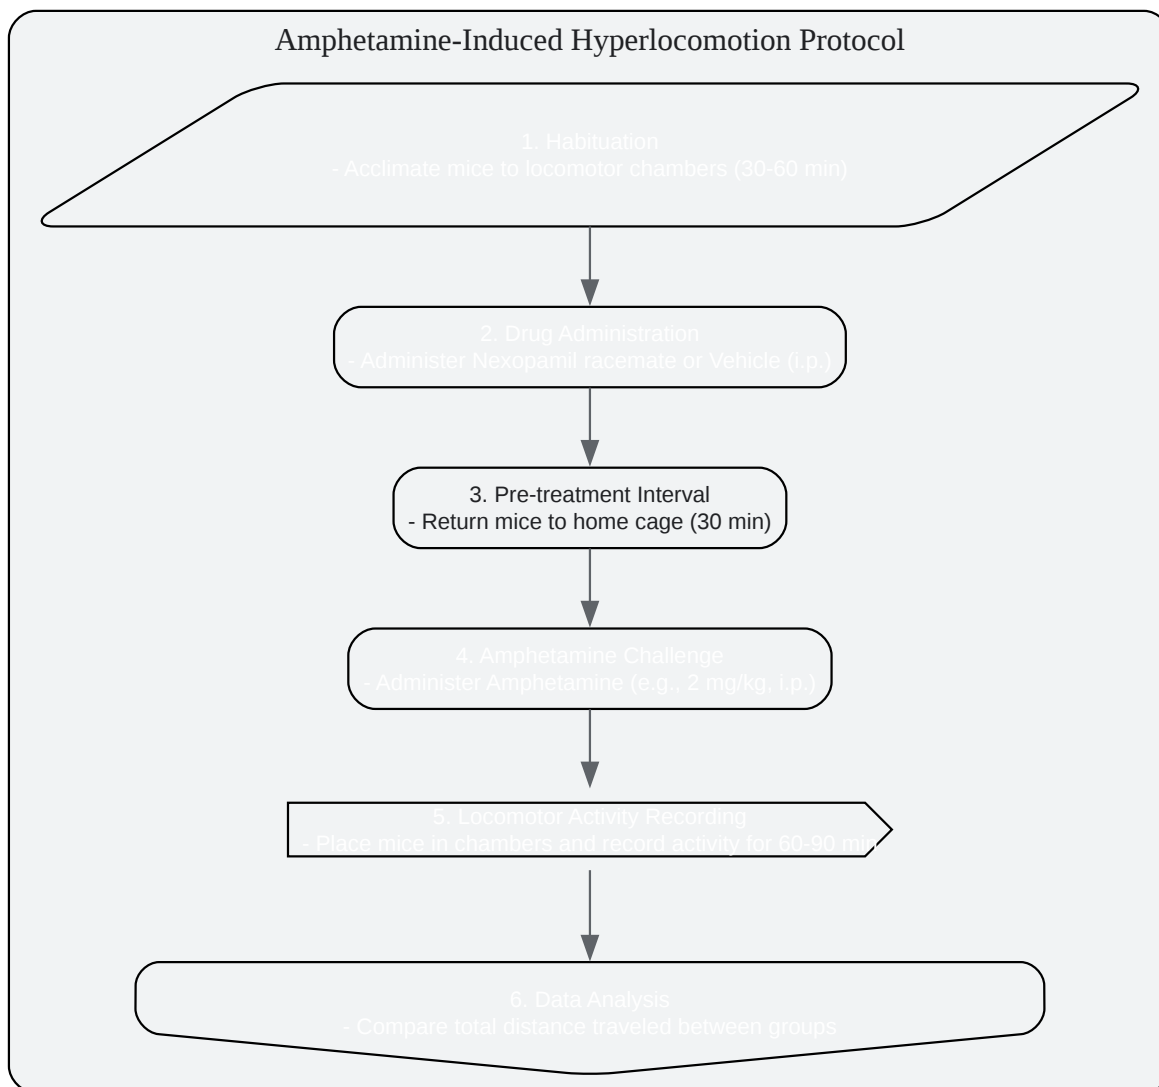 Amphetamine-Induced Hyperlocomotion Protocol
1. Habituation
- Acclimate mice to locomotor chambers (30-60 min)
2. Drug Administration
- Administer Nexopamil racemate or Vehicle (i.p.)
3. Pre-treatment Interval
- Return mice to home cage (30 min)
4. Amphetamine Challenge
- Administer Amphetamine (e.g., 2 mg/kg, i.p.)
5. Locomotor Activity Recording
- Place mice in chambers and record activity for 60-90 min
6. Data Analysis
- Compare total distance traveled between groups